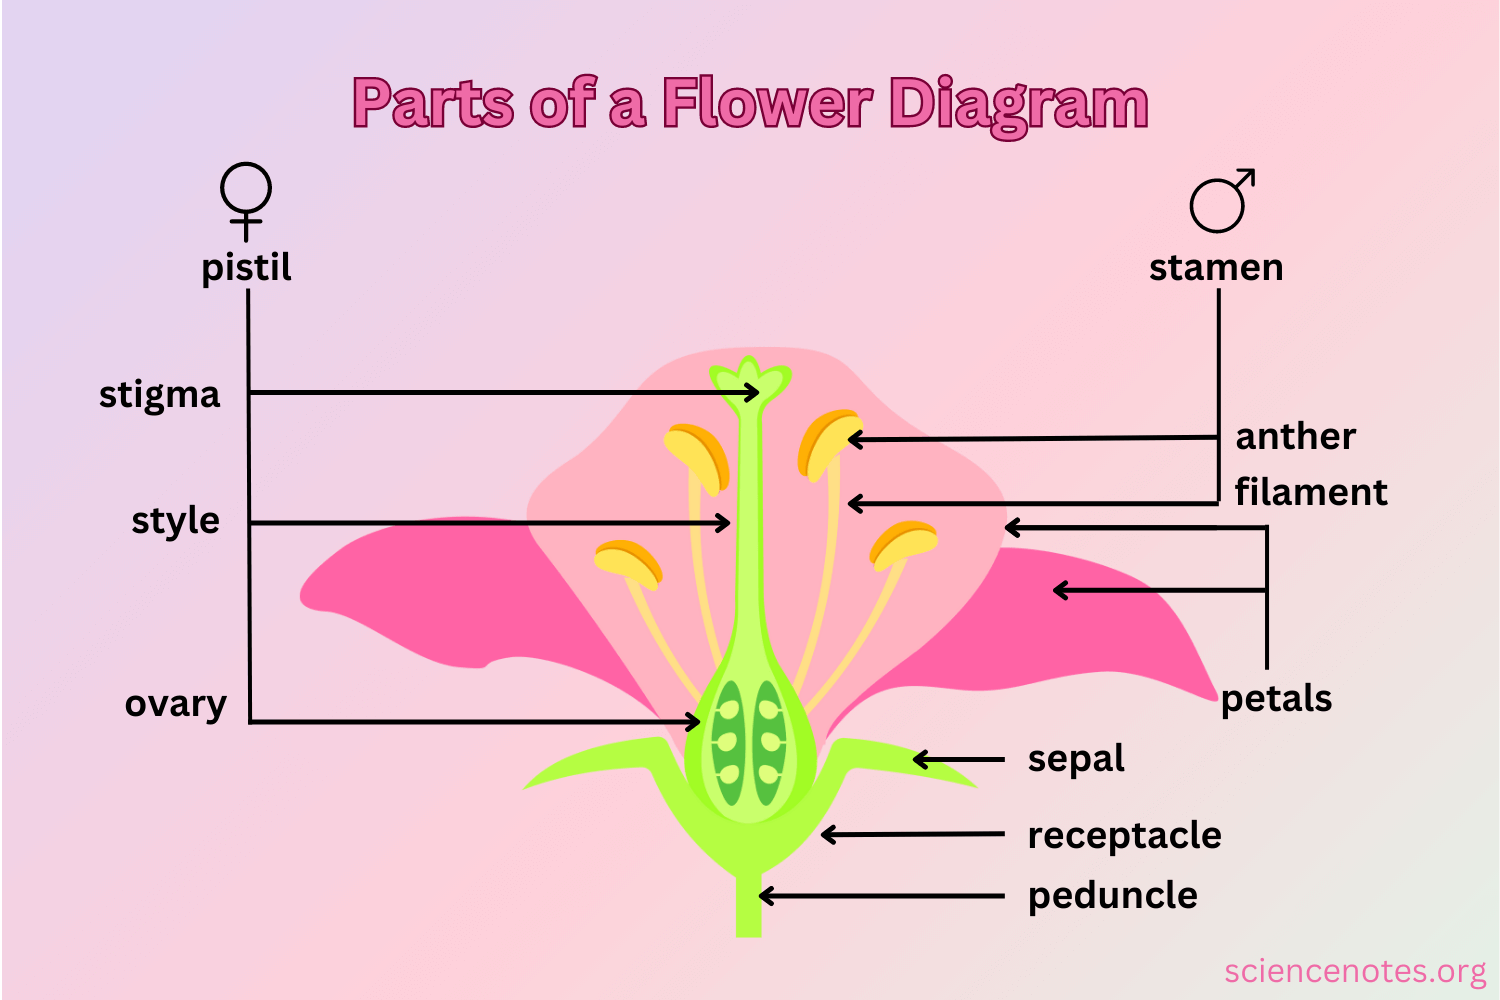 Parts of a Flower Diagram
pistil
stamen
stigma
anther
filament
style
petals
ovary
sepal
receptacle
peduncle
sciencenotes.org